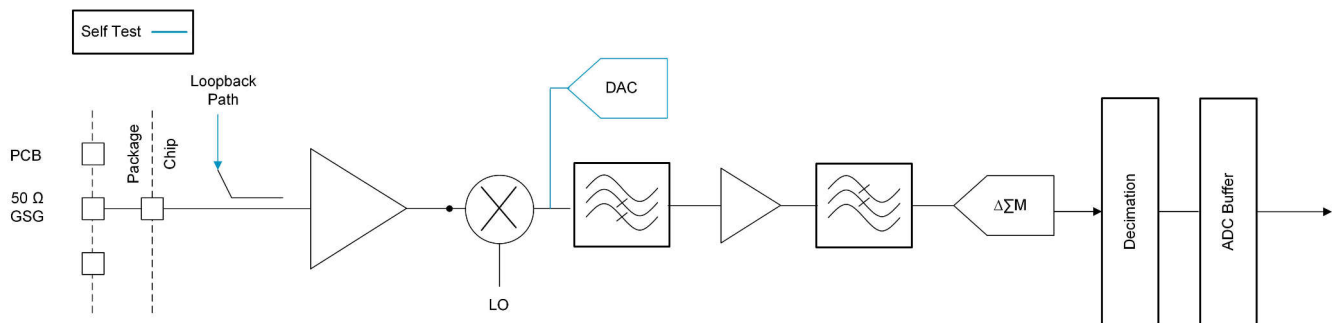 Self Test
Loopback
Path
DAC
PCB
Package
Chip
50 Ω
GSG
LO
ΔΣM
Decimation
ADC Buffer